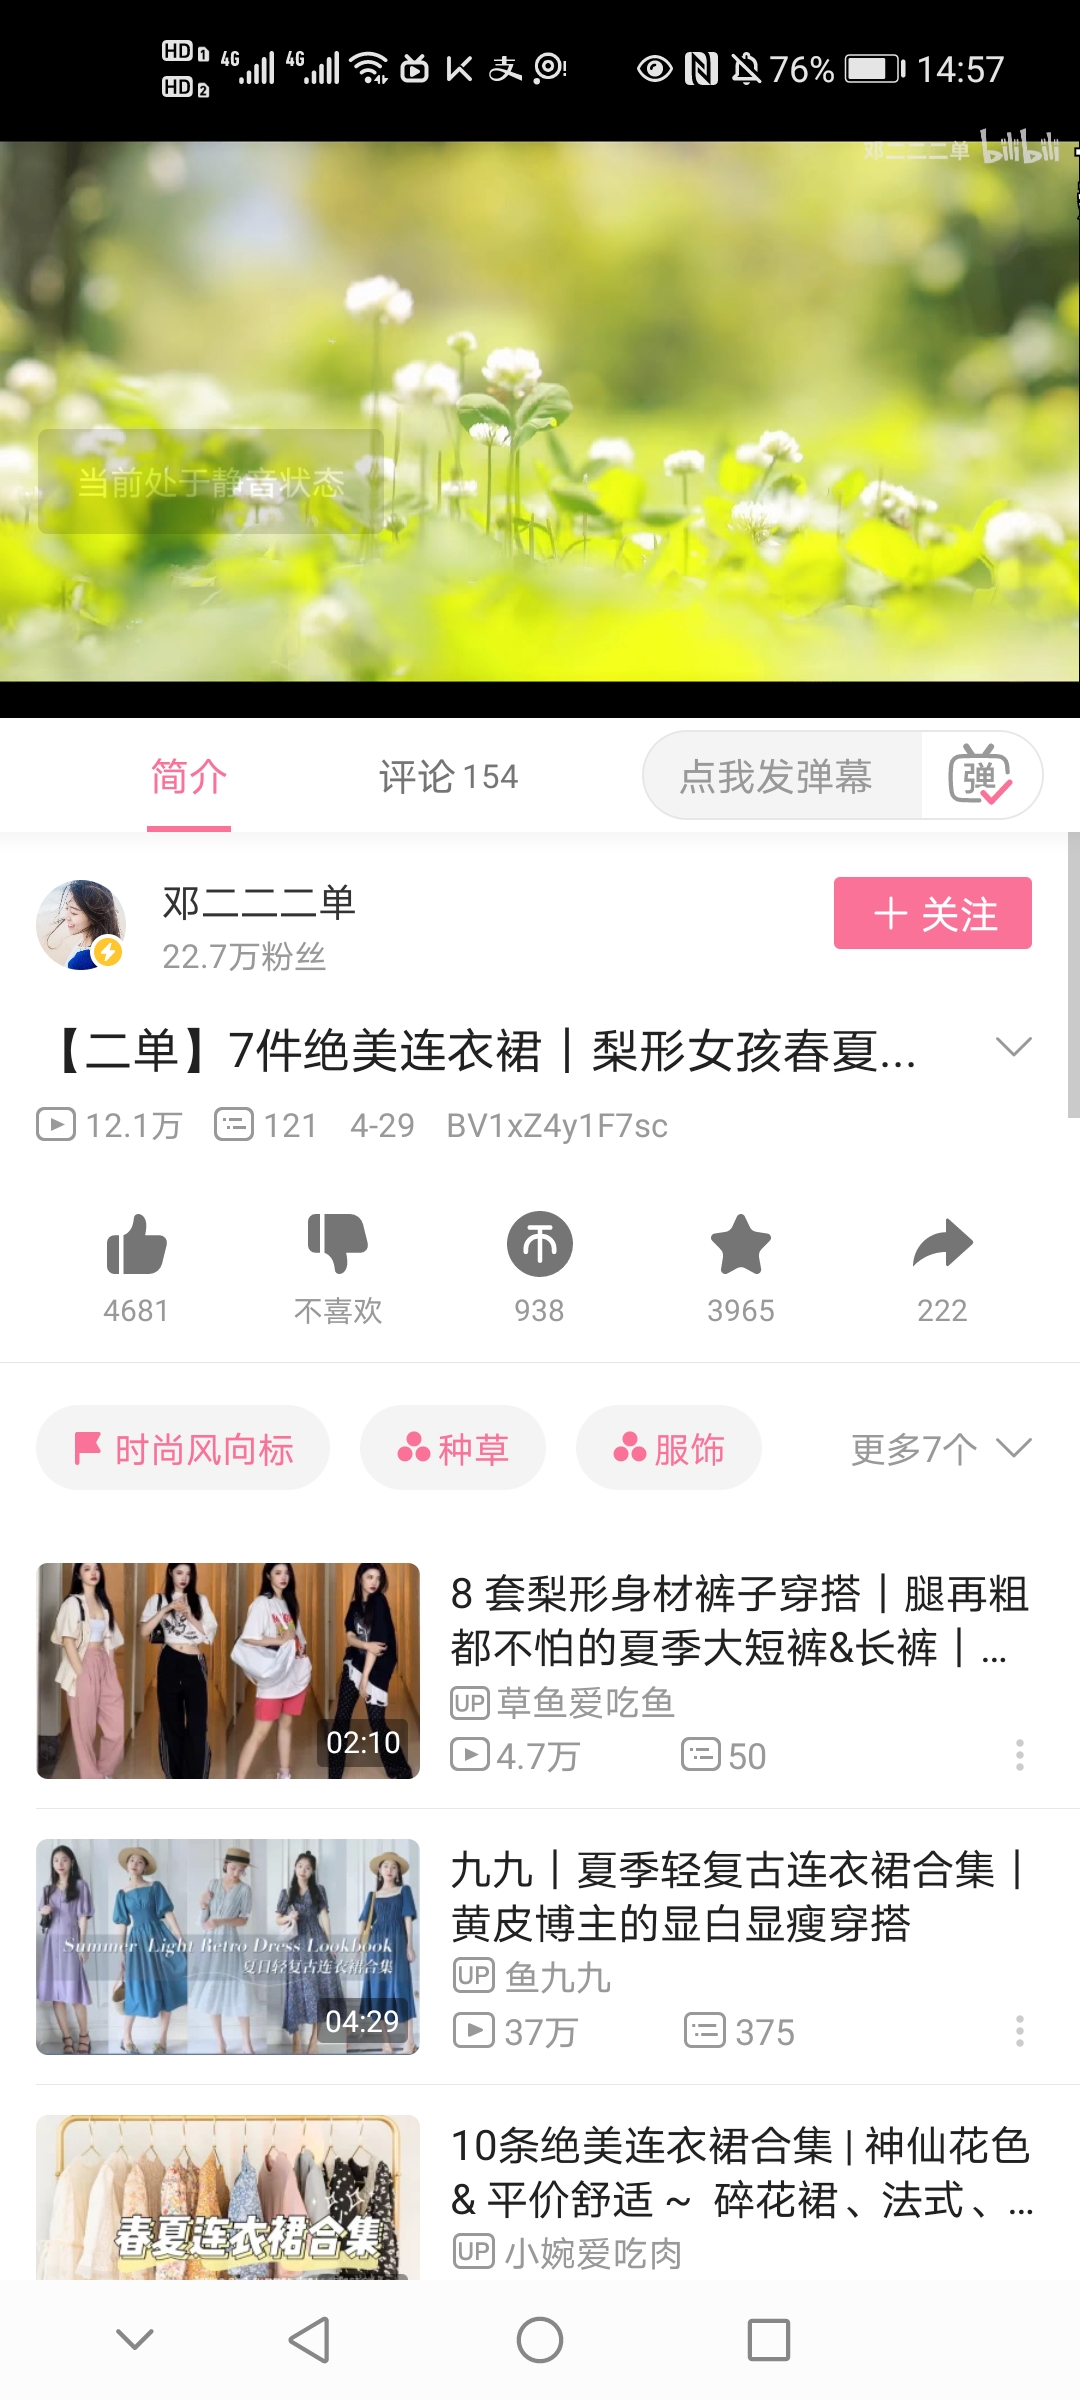 HD 1 4G 4G 76% 14:57
HD 2
邓二二二单 bilibili
当前处于静音状态
简介 评论 154 点我发弹幕 弹
邓二二二单
22.7万粉丝
＋ 关注
【二单】7件绝美连衣裙｜梨形女孩春夏...
12.1万 121 4-29 BV1xZ4y1F7sc
4681 不喜欢 938 3965 222
时尚风向标 种草 服饰 更多7个
8 套梨形身材裤子穿搭｜腿再粗
都不怕的夏季大短裤&长裤｜...
UP 草鱼爱吃鱼
4.7万 50
02:10
九九｜夏季轻复古连衣裙合集｜
黄皮博主的显白显瘦穿搭
UP 鱼九九
37万 375
Summer Light Retro Dress Lookbook
夏日轻复古连衣裙合集
04:29
10条绝美连衣裙合集 | 神仙花色
& 平价舒适 ~ 碎花裙、法式、...
UP 小婉爱吃肉
春夏连衣裙合集